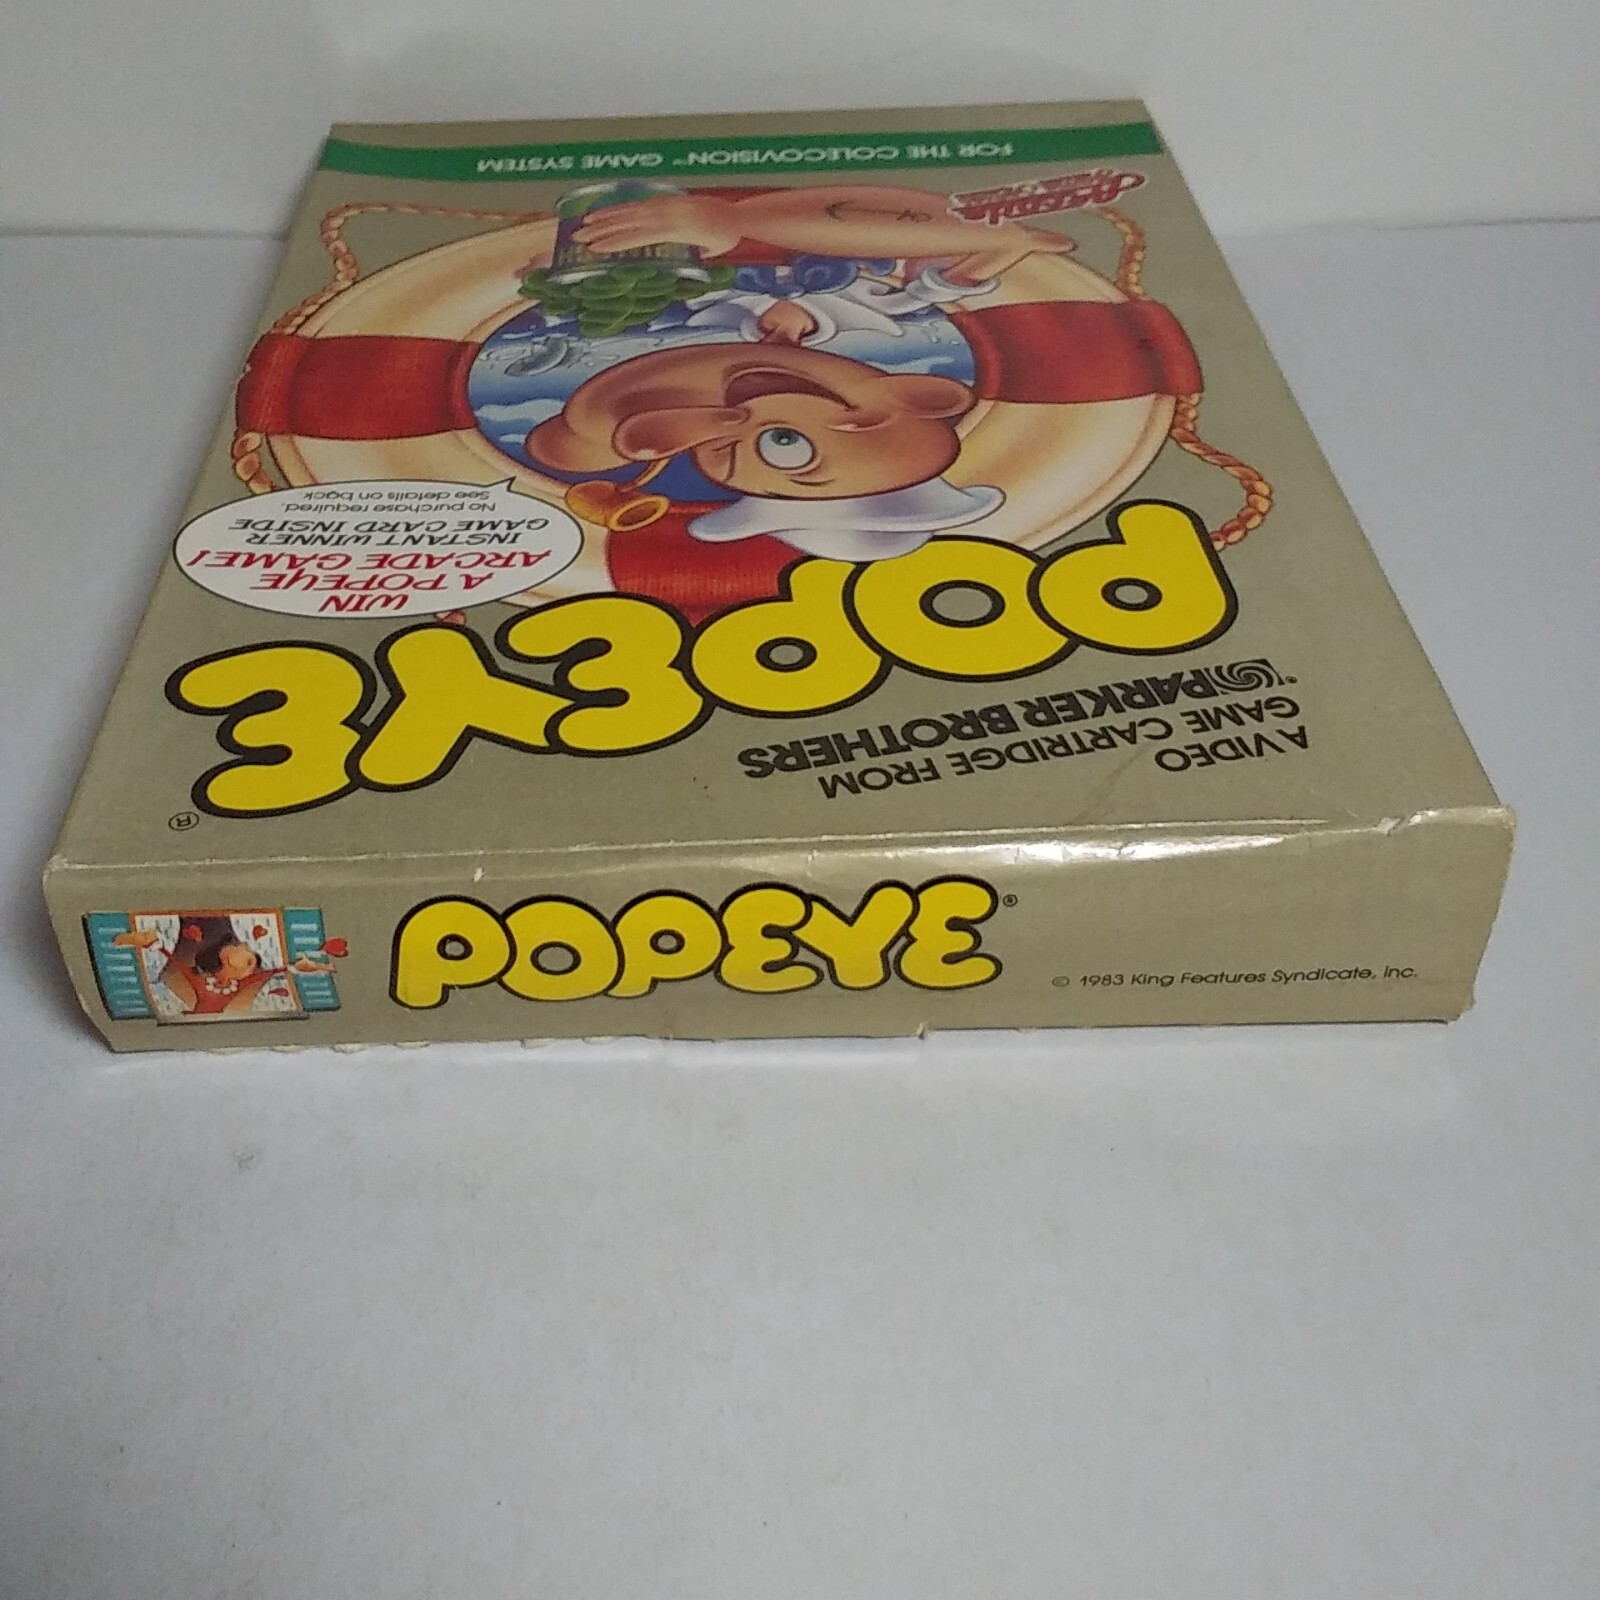 A VIDEO
GAME CARTRIDGE FROM
PARKER BROTHERS®
POPEYE®
WIN
A POPEYE
ARCADE GAME!
INSTANT WINNER
GAME CARD INSIDE
No purchase required.
See details on back
FOR THE COLECOVISION™ GAME SYSTEM
POPEYE®
© 1983 King Features Syndicate, Inc.